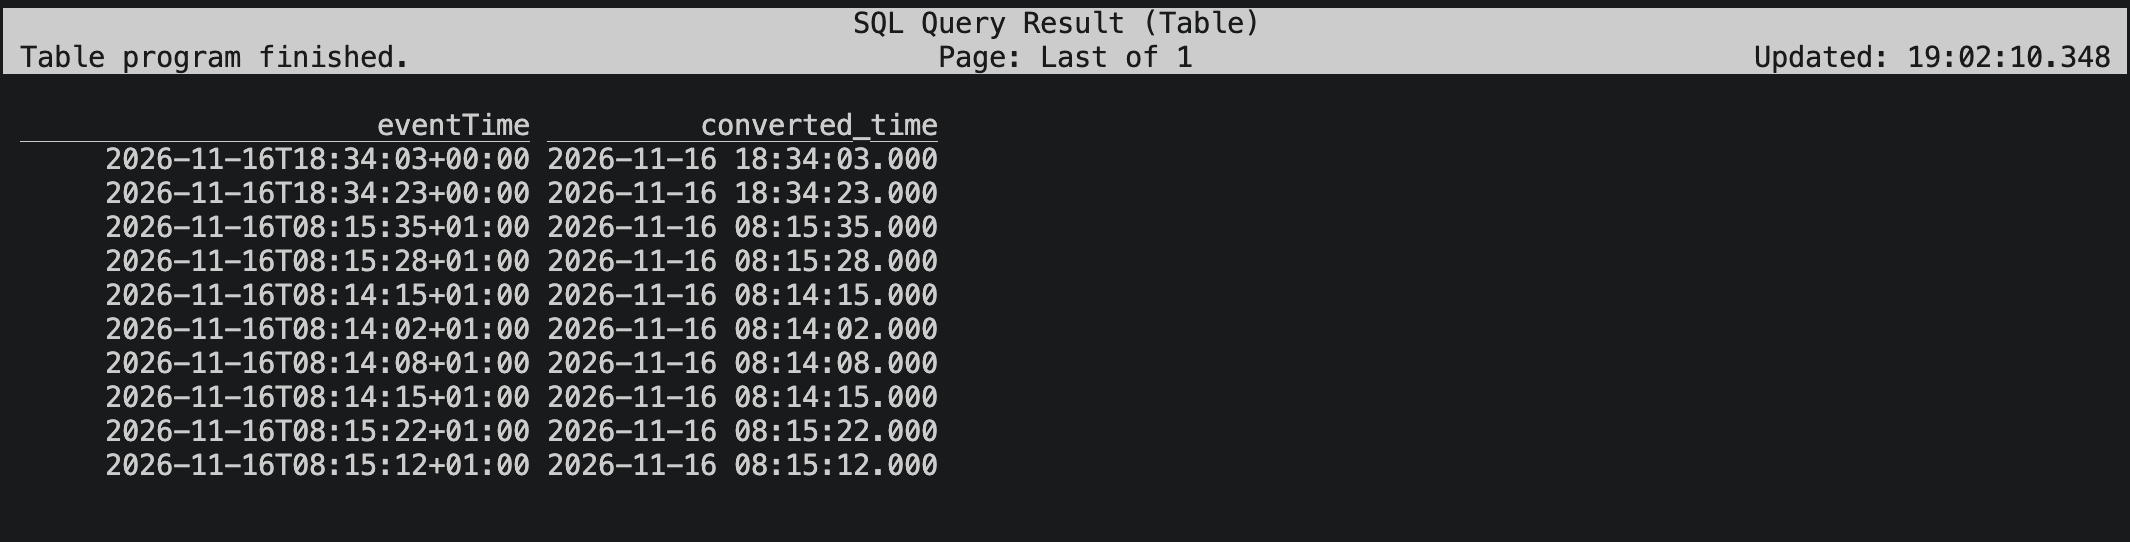 SQL Query Result (Table)
Table program finished. Page: Last of 1 Updated: 19:02:10.348
eventTime converted_time
2026-11-16T18:34:03+00:00 2026-11-16 18:34:03.000
2026-11-16T18:34:23+00:00 2026-11-16 18:34:23.000
2026-11-16T08:15:35+01:00 2026-11-16 08:15:35.000
2026-11-16T08:15:28+01:00 2026-11-16 08:15:28.000
2026-11-16T08:14:15+01:00 2026-11-16 08:14:15.000
2026-11-16T08:14:02+01:00 2026-11-16 08:14:02.000
2026-11-16T08:14:08+01:00 2026-11-16 08:14:08.000
2026-11-16T08:14:15+01:00 2026-11-16 08:14:15.000
2026-11-16T08:15:22+01:00 2026-11-16 08:15:22.000
2026-11-16T08:15:12+01:00 2026-11-16 08:15:12.000